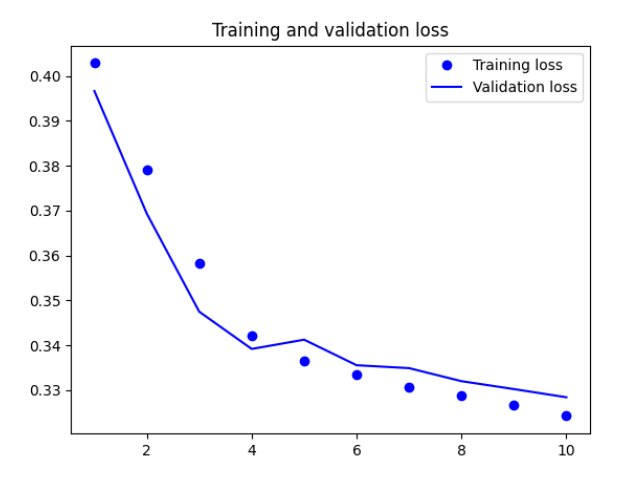 Training and validation loss
Training loss
Validation loss
0.40
0.39
0.38
0.37
0.36
0.35
0.34
0.33
2 4 6 8 10